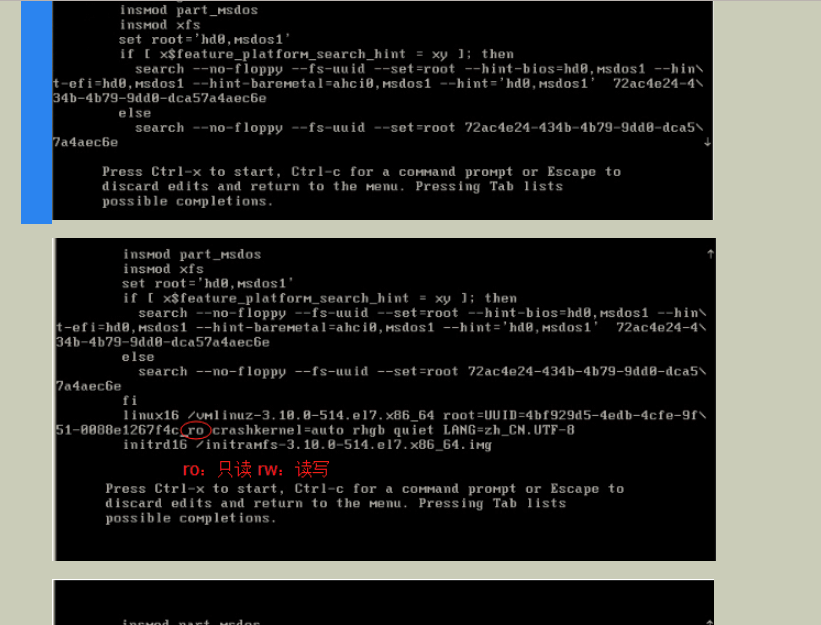 insmod part_msdos
insmod xfs
set root='hd0,msdos1'
if [ x$feature_platform_search_hint = xy ]; then
search --no-floppy --fs-uuid --set=root --hint-bios=hd0,msdos1 --hin\
t-efi=hd0,msdos1 --hint-baremetal=ahci0,msdos1 --hint='hd0,msdos1' 72ac4e24-4\
34b-4b79-9dd0-dca57a4aec6e
else
search --no-floppy --fs-uuid --set=root 72ac4e24-434b-4b79-9dd0-dca5\
7a4aec6e ↓
Press Ctrl-x to start, Ctrl-c for a command prompt or Escape to
discard edits and return to the menu. Pressing Tab lists
possible completions.
insmod part_msdos ↑
insmod xfs
set root='hd0,msdos1'
if [ x$feature_platform_search_hint = xy ]; then
search --no-floppy --fs-uuid --set=root --hint-bios=hd0,msdos1 --hin\
t-efi=hd0,msdos1 --hint-baremetal=ahci0,msdos1 --hint='hd0,msdos1' 72ac4e24-4\
34b-4b79-9dd0-dca57a4aec6e
else
search --no-floppy --fs-uuid --set=root 72ac4e24-434b-4b79-9dd0-dca5\
7a4aec6e
fi
linux16 /vmlinuz-3.10.0-514.el7.x86_64 root=UUID=4bf929d5-4edb-4cfe-9f\
51-0088e1267f4c ro crashkernel=auto rhgb quiet LANG=zh_CN.UTF-8
initrd16 /initramfs-3.10.0-514.el7.x86_64.img
ro：只读 rw：读写
Press Ctrl-x to start, Ctrl-c for a command prompt or Escape to
discard edits and return to the menu. Pressing Tab lists
possible completions.
insmod part_msdos ↑